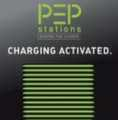 PEP
stations
CHARGING ACTIVATED.